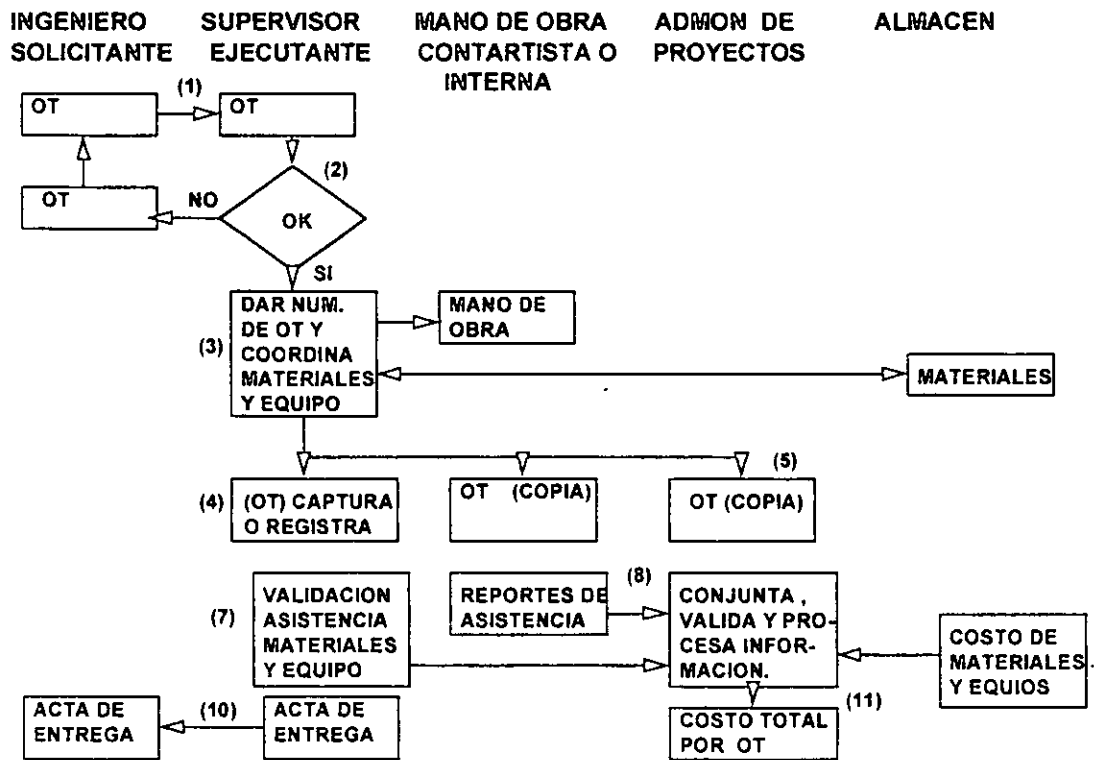 INGENIERO SUPERVISOR MANO DE OBRA ADMON DE ALMACEN
SOLICITANTE EJECUTANTE CONTARTISTA O PROYECTOS
INTERNA
(1)
OT
OT
(2)
OT
NO
OK
SI
DAR NUM.
DE OT Y
COORDINA
MATERIALES
Y EQUIPO
(3)
MANO DE
OBRA
MATERIALES
(4)
(OT) CAPTURA
O REGISTRA
OT (COPIA)
(5)
OT (COPIA)
(7)
VALIDACION
ASISTENCIA
MATERIALES
Y EQUIPO
REPORTES DE
ASISTENCIA
(8)
CONJUNTA ,
VALIDA Y PRO-
CESA INFOR-
MACION.
COSTO DE
MATERIALES.
Y EQUIOS
ACTA DE
ENTREGA
(10)
ACTA DE
ENTREGA
(11)
COSTO TOTAL
POR OT